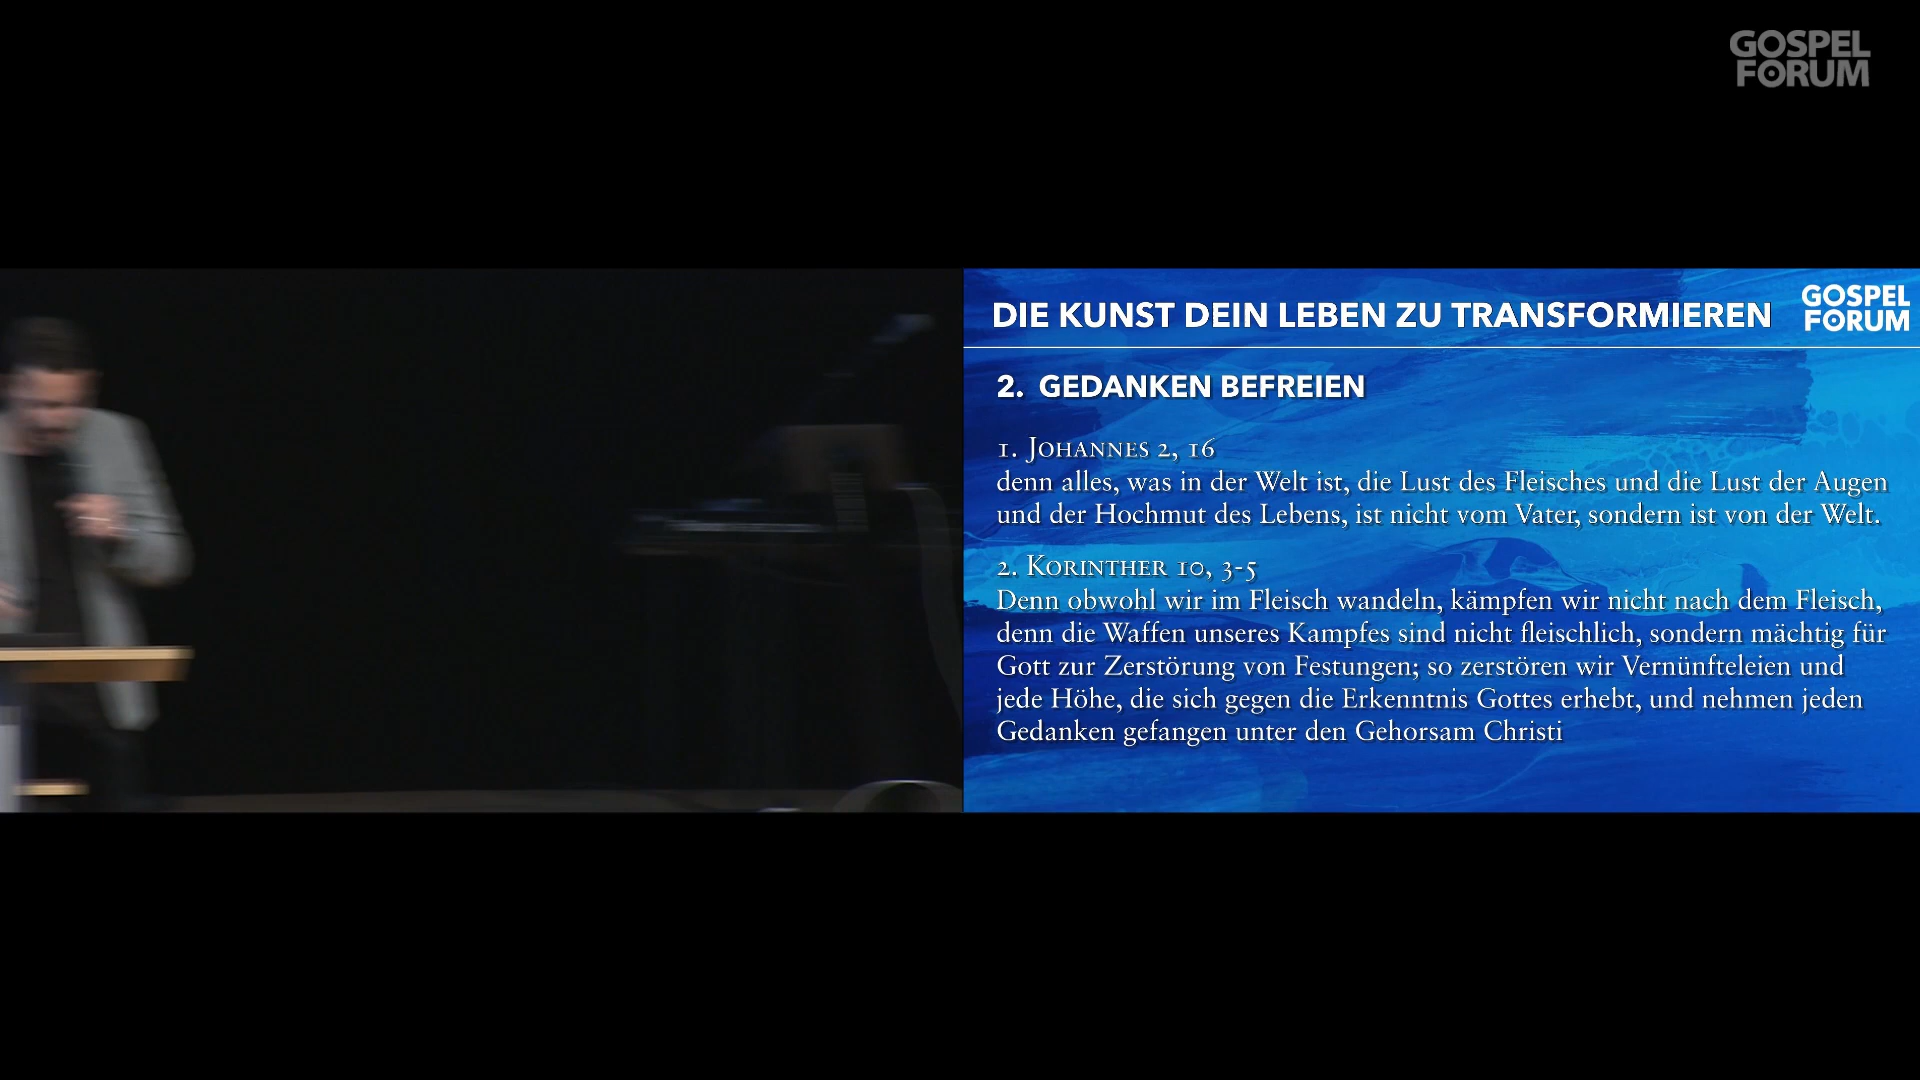 GOSPEL
FORUM
DIE KUNST DEIN LEBEN ZU TRANSFORMIEREN
GOSPEL
FORUM
2. GEDANKEN BEFREIEN
1. Johannes 2, 16
denn alles, was in der Welt ist, die Lust des Fleisches und die Lust der Augen
und der Hochmut des Lebens, ist nicht vom Vater, sondern ist von der Welt.
2. Korinther 10, 3-5
Denn obwohl wir im Fleisch wandeln, kämpfen wir nicht nach dem Fleisch,
denn die Waffen unseres Kampfes sind nicht fleischlich, sondern mächtig für
Gott zur Zerstörung von Festungen; so zerstören wir Vernünfteleien und
jede Höhe, die sich gegen die Erkenntnis Gottes erhebt, und nehmen jeden
Gedanken gefangen unter den Gehorsam Christi